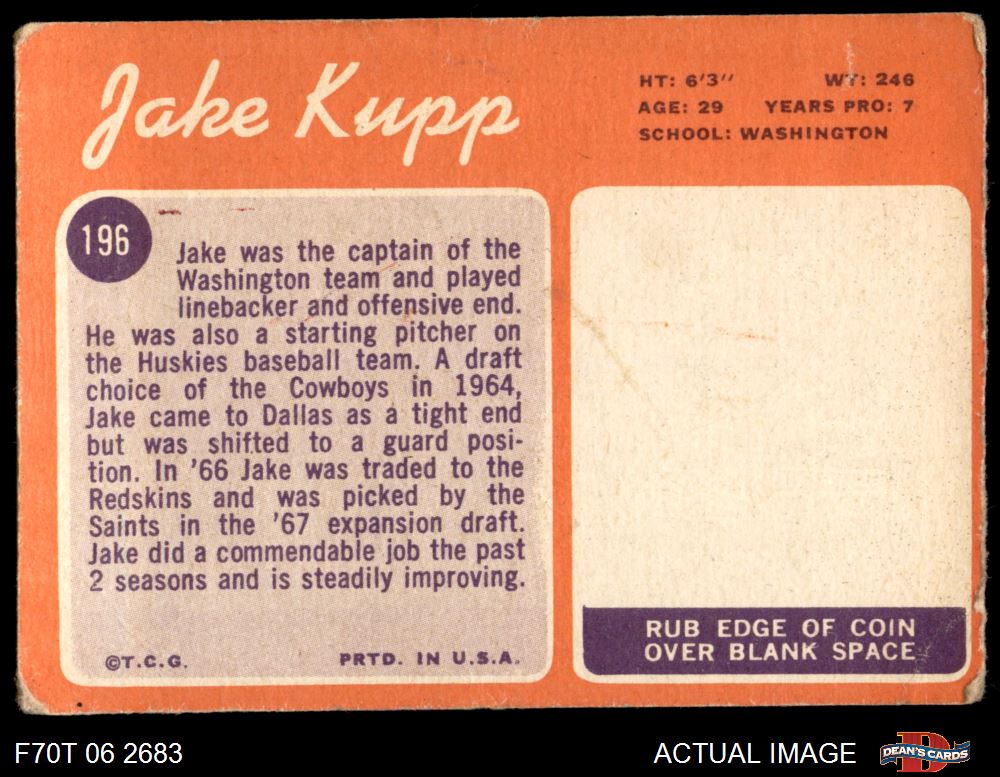 Jake Kupp
HT: 6'3" WT: 246
AGE: 29 YEARS PRO: 7
SCHOOL: WASHINGTON
196
Jake was the captain of the
Washington team and played
linebacker and offensive end.
He was also a starting pitcher on
the Huskies baseball team. A draft
choice of the Cowboys in 1964,
Jake came to Dallas as a tight end
but was shifted to a guard posi-
tion. In '66 Jake was traded to the
Redskins and was picked by the
Saints in the '67 expansion draft.
Jake did a commendable job the past
2 seasons and is steadily improving.
©T.C.G. PRTD. IN U.S.A.
RUB EDGE OF COIN
OVER BLANK SPACE
F70T 06 2683
ACTUAL IMAGE
D
DEAN'S CARDS